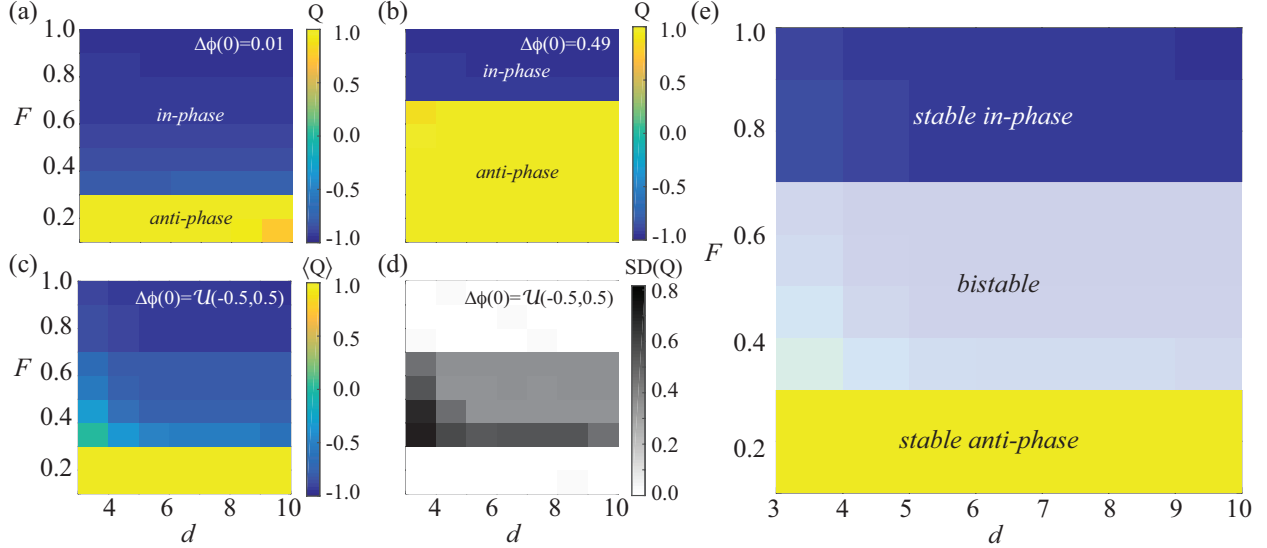 (a)
Q
Δϕ(0)=0.01
in-phase
anti-phase
F
1.0
0.8
0.6
0.4
0.2
1.0
0.5
0.0
-0.5
-1.0
(b)
Q
Δϕ(0)=0.49
in-phase
anti-phase
1.0
0.5
0.0
-0.5
-1.0
(c)
⟨Q⟩
Δϕ(0)=𝒰(-0.5,0.5)
F
1.0
0.8
0.6
0.4
0.2
4 6 8 10
d
1.0
0.5
0.0
-0.5
-1.0
(d)
SD(Q)
Δϕ(0)=𝒰(-0.5,0.5)
4 6 8 10
d
0.8
0.6
0.4
0.2
0.0
(e)
1.0
0.8
0.6
0.4
0.2
F
stable in-phase
bistable
stable anti-phase
3 4 5 6 7 8 9 10
d